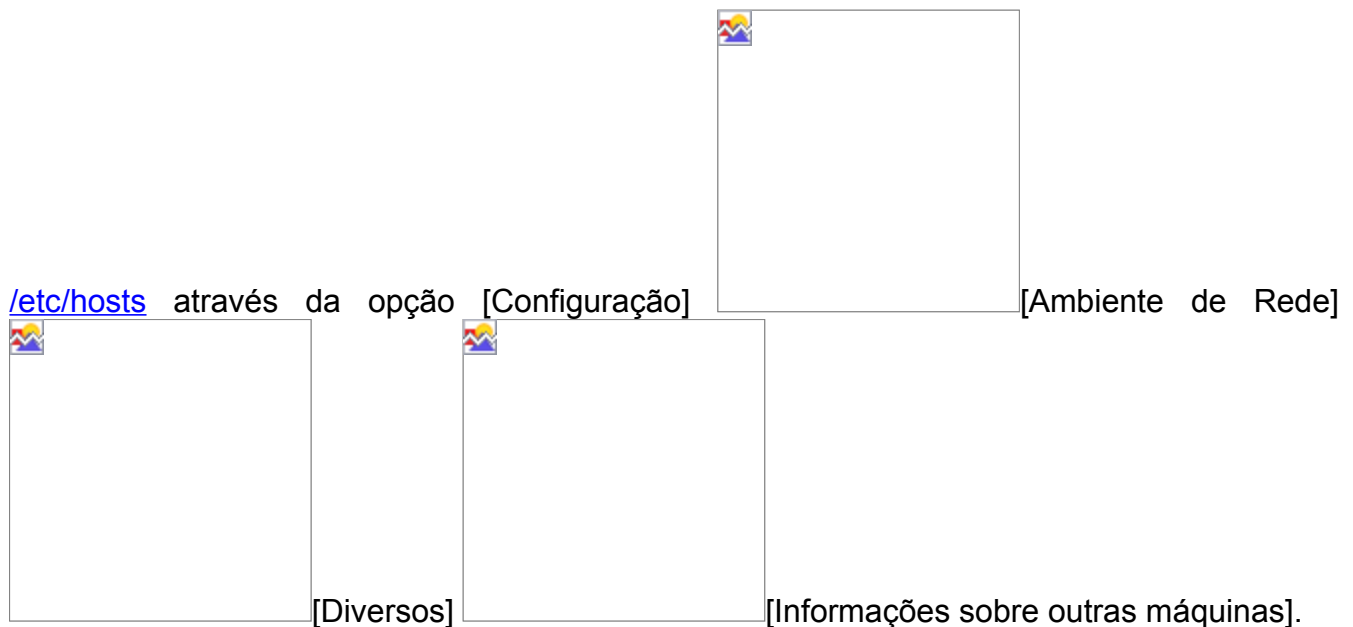 /etc/hosts através da opção [Configuração] [Ambiente de Rede]
[Diversos] [Informações sobre outras máquinas].